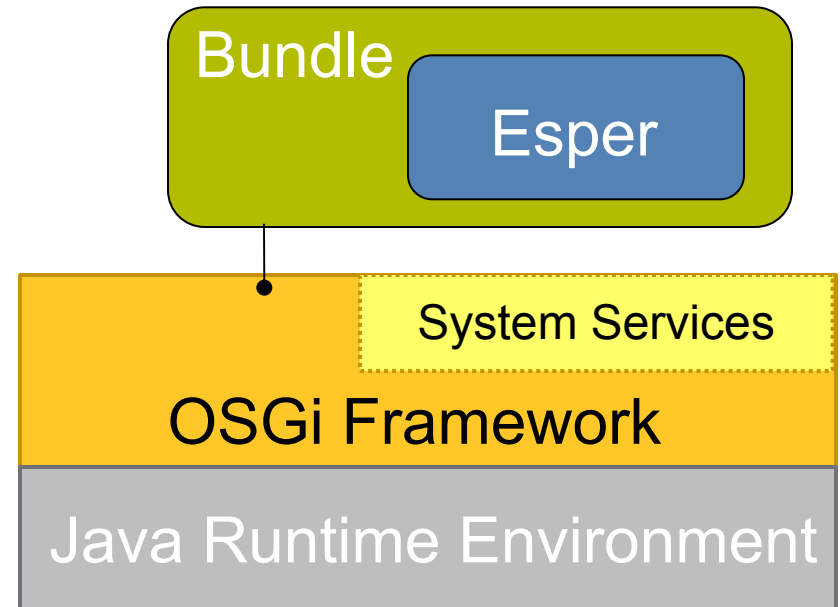 Bundle
Esper
System Services
OSGi Framework
Java Runtime Environment